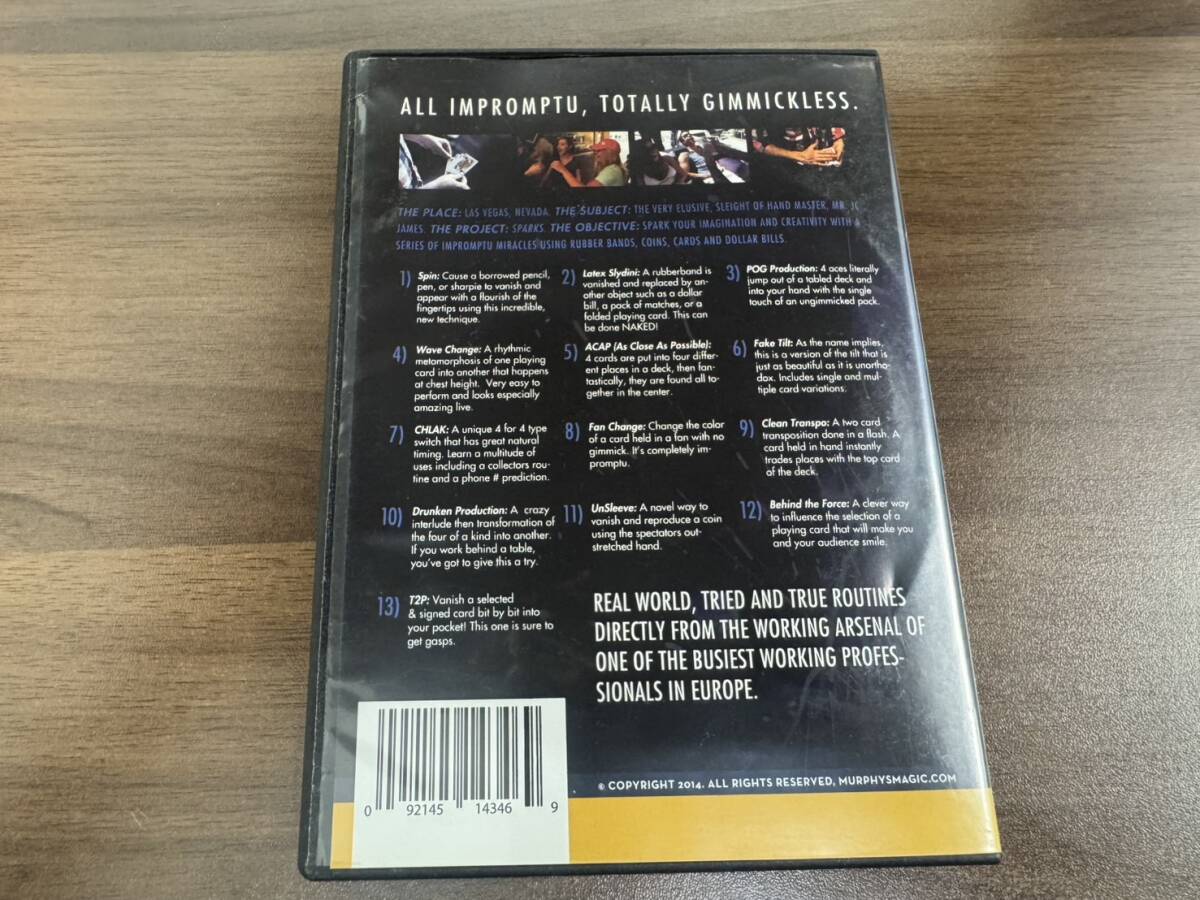 ALL IMPROMPTU, TOTALLY GIMMICKLESS.
THE PLACE: LAS VEGAS, NEVADA. THE SUBJECT: THE VERY ELUSIVE, SLEIGHT OF HAND MASTER, MR.
JAMES. THE PROJECT: SPARKS. THE OBJECTIVE: SPARK YOUR IMAGINATION AND CREATIVITY WITH A
SERIES OF IMPROMPTU MIRACLES USING RUBBER BANDS, COINS, CARDS AND DOLLAR BILLS.
1) Spin: Cause a borrowed pencil,
pen, or sharpie to vanish and
appear with a flourish of the
fingertips using this incredible,
new technique.
2) Latex Slydini: A rubberband is
vanished and replaced by an-
other object such as a dollar
bill, a pack of matches, or a
folded playing card. This can
be done NAKED!
3) POG Production: 4 aces literally
jump out of a tabled deck and
into your hand with the single
touch of an ungimmicked pack.
4) Wave Change: A rhythmic
metamorphosis of one playing
card into another that happens
at chest height. Very easy to
perform and looks especially
amazing live.
5) ACAP (As Close As Possible):
4 cards are put into four differ-
ent places in a deck, then fan-
tastically, they are found all to-
gether in the center.
6) Fake Tilt: As the name implies,
this is a version of the tilt that is
just as beautiful as it is unortho-
dox. Includes single and mul-
tiple card variations.
7) CHLAK: A unique 4 for 4 type
switch that has great natural
timing. Learn a multitude of
uses including a collectors rou-
tine and a phone # prediction.
8) Fan Change: Change the color
of a card held in a fan with no
gimmick. It's completely im-
promptu.
9) Clean Transpo: A two card
transposition done in a flash. A
card held in hand instantly
trades places with the top card
of the deck.
10) Drunken Production: A crazy
interlude then transformation of
the four of a kind into another.
If you work behind a table,
you've got to give this a try.
11) UnSleeve: A novel way to
vanish and reproduce a coin
using the spectators out-
stretched hand.
12) Behind the Force: A clever way
to influence the selection of a
playing card that will make you
and your audience smile.
13) T2P: Vanish a selected
& signed card bit by bit into
your pocket! This one is sure to
get gasps.
REAL WORLD, TRIED AND TRUE ROUTINES
DIRECTLY FROM THE WORKING ARSENAL OF
ONE OF THE BUSIEST WORKING PROFES-
SIONALS IN EUROPE.
© COPYRIGHT 2014. ALL RIGHTS RESERVED, MURPHYSMAGIC.COM
0 92145 14346 9